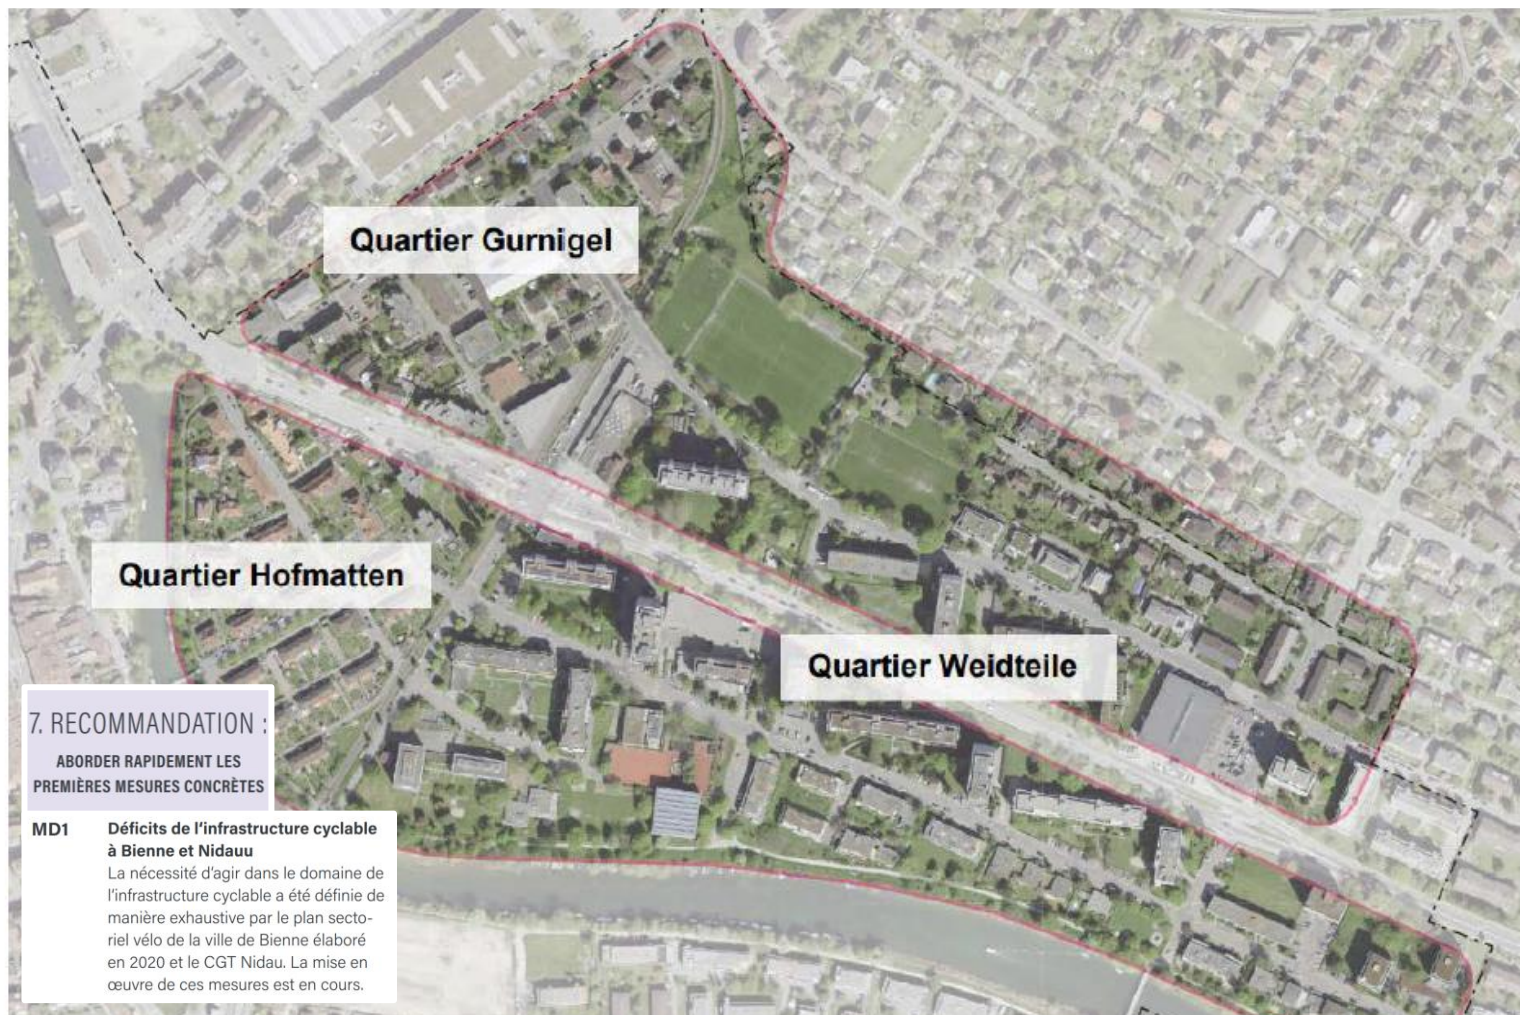 Quartier Gurnigel
Quartier Hofmatten
Quartier Weidteile
7. RECOMMANDATION :
ABORDER RAPIDEMENT LES
PREMIÈRES MESURES CONCRÈTES
MD1 Déficits de l'infrastructure cyclable
à Bienne et Nidauu
La nécessité d'agir dans le domaine de
l'infrastructure cyclable a été définie de
manière exhaustive par le plan secto-
riel vélo de la ville de Bienne élaboré
en 2020 et le CGT Nidau. La mise en
œuvre de ces mesures est en cours.